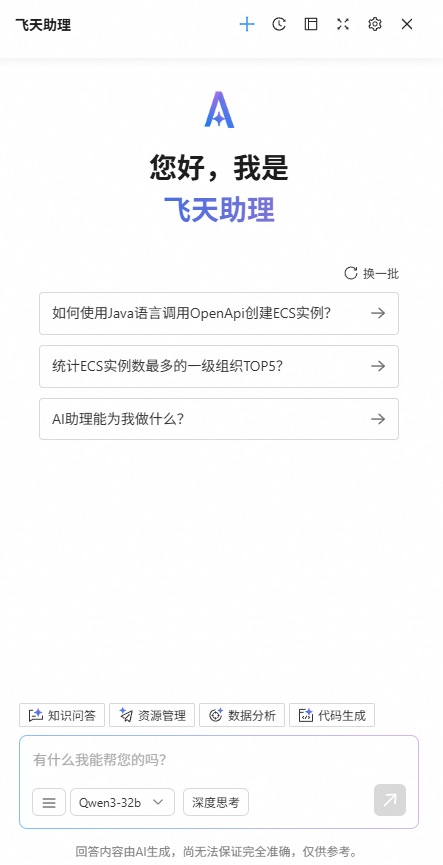 飞天助理
您好，我是
飞天助理
换一批
如何使用Java语言调用OpenApi创建ECS实例？
统计ECS实例数最多的一级组织TOP5？
AI助理能为我做什么？
知识问答 资源管理 数据分析 代码生成
有什么我能帮您的吗？
Qwen3-32b 深度思考
回答内容由AI生成，尚无法保证完全准确，仅供参考。